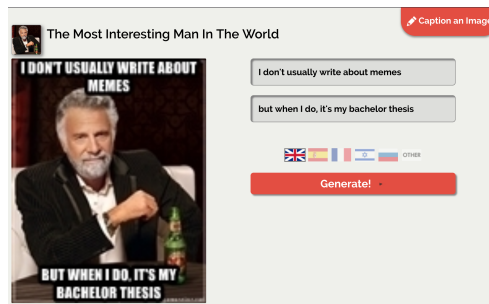 Caption an Image
The Most Interesting Man In The World
I DON'T USUALLY WRITE ABOUT
MEMES
BUT WHEN I DO, IT'S MY
BACHELOR THESIS
I don't usually write about memes
but when I do, it's my bachelor thesis
OTHER
Generate!